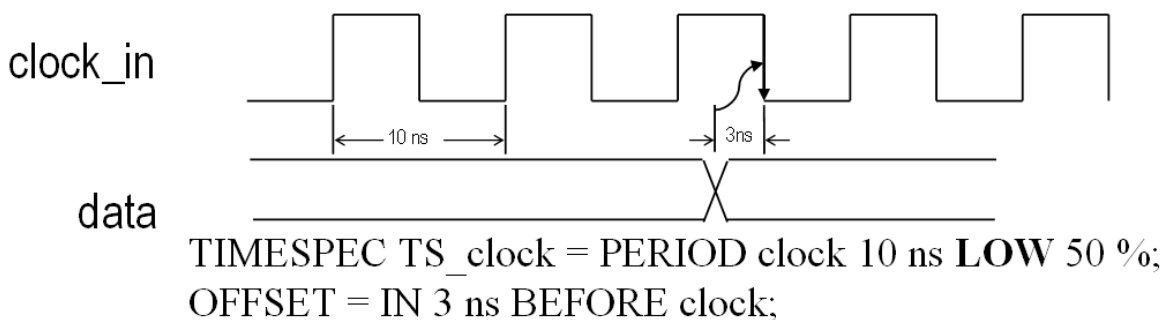 clock_in
10 ns
3ns
data
TIMESPEC TS_clock = PERIOD clock 10 ns LOW 50 %;
OFFSET = IN 3 ns BEFORE clock;